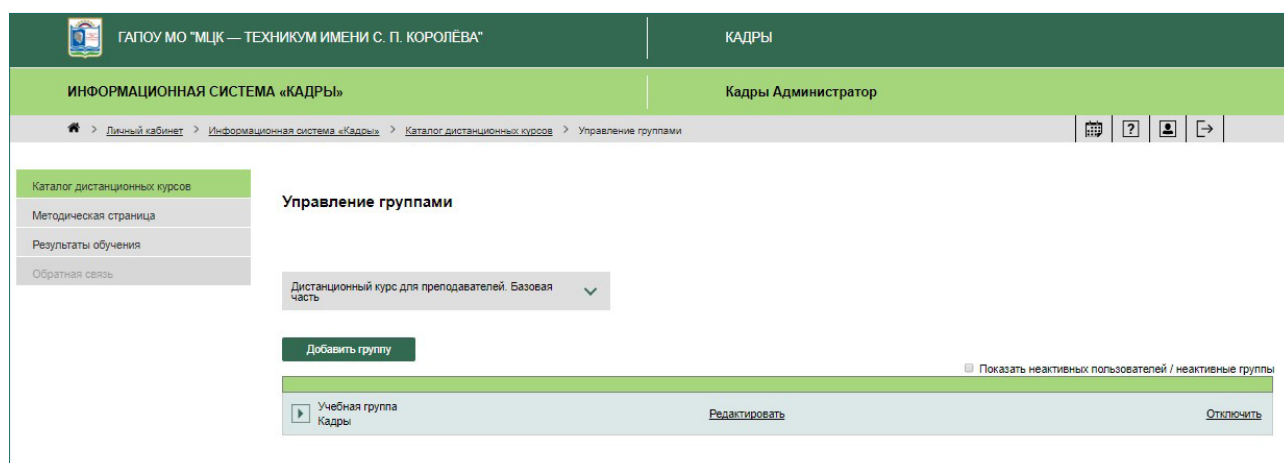 ГАПОУ МО "МЦК — ТЕХНИКУМ ИМЕНИ С. П. КОРОЛЁВА"
КАДРЫ
ИНФОРМАЦИОННАЯ СИСТЕМА «КАДРЫ»
Кадры Администратор
> Личный кабинет > Информационная система «Кадры» > Каталог дистанционных курсов > Управление группами
?
Каталог дистанционных курсов
Методическая страница
Результаты обучения
Обратная связь
Управление группами
Дистанционный курс для преподавателей. Базовая
часть
Добавить группу
Показать неактивных пользователей / неактивные группы
Учебная группа
Кадры
Редактировать
Отключить